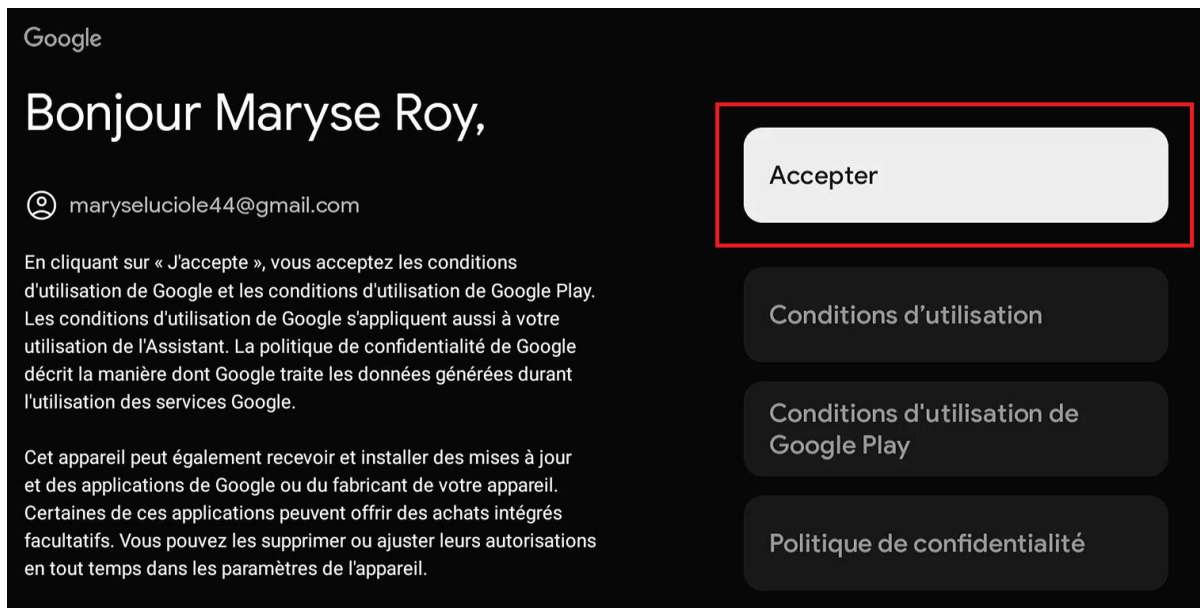 Google
Bonjour Maryse Roy,
maryseluciole44@gmail.com
En cliquant sur « J'accepte », vous acceptez les conditions
d'utilisation de Google et les conditions d'utilisation de Google Play.
Les conditions d'utilisation de Google s'appliquent aussi à votre
utilisation de l'Assistant. La politique de confidentialité de Google
décrit la manière dont Google traite les données générées durant
l'utilisation des services Google.
Cet appareil peut également recevoir et installer des mises à jour
et des applications de Google ou du fabricant de votre appareil.
Certaines de ces applications peuvent offrir des achats intégrés
facultatifs. Vous pouvez les supprimer ou ajuster leurs autorisations
en tout temps dans les paramètres de l'appareil.
Accepter
Conditions d’utilisation
Conditions d'utilisation de
Google Play
Politique de confidentialité